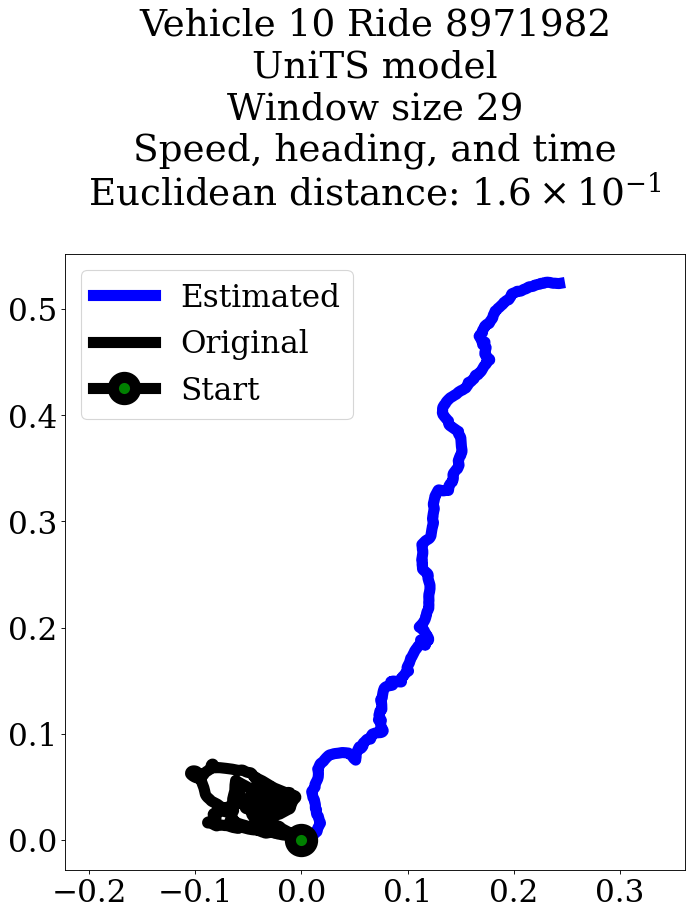 Vehicle 10 Ride 8971982
UniTS model
Window size 29
Speed, heading, and time
Euclidean distance: 1.6 × 10⁻¹
Estimated
Original
Start
0.5
0.4
0.3
0.2
0.1
0.0
−0.2 −0.1 0.0 0.1 0.2 0.3